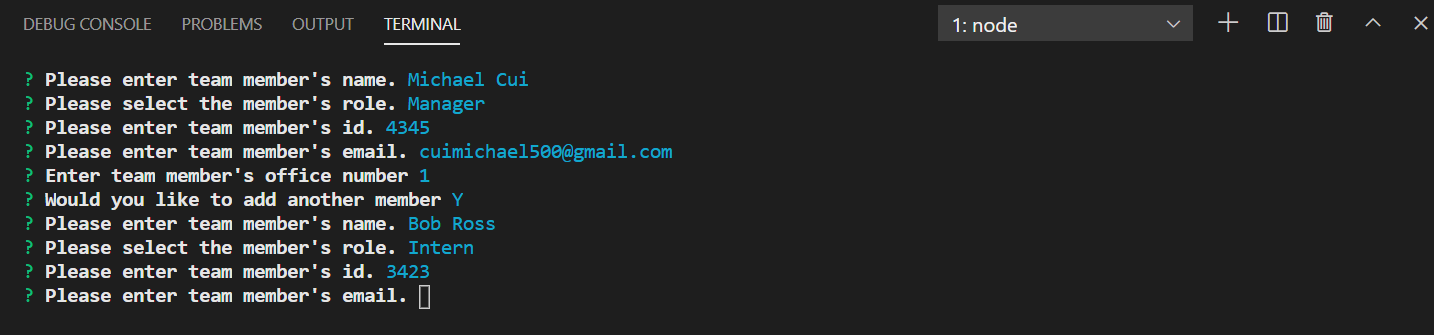 DEBUG CONSOLE PROBLEMS OUTPUT TERMINAL 1: node
? Please enter team member's name. Michael Cui
? Please select the member's role. Manager
? Please enter team member's id. 4345
? Please enter team member's email. cuimichael500@gmail.com
? Enter team member's office number 1
? Would you like to add another member Y
? Please enter team member's name. Bob Ross
? Please select the member's role. Intern
? Please enter team member's id. 3423
? Please enter team member's email.